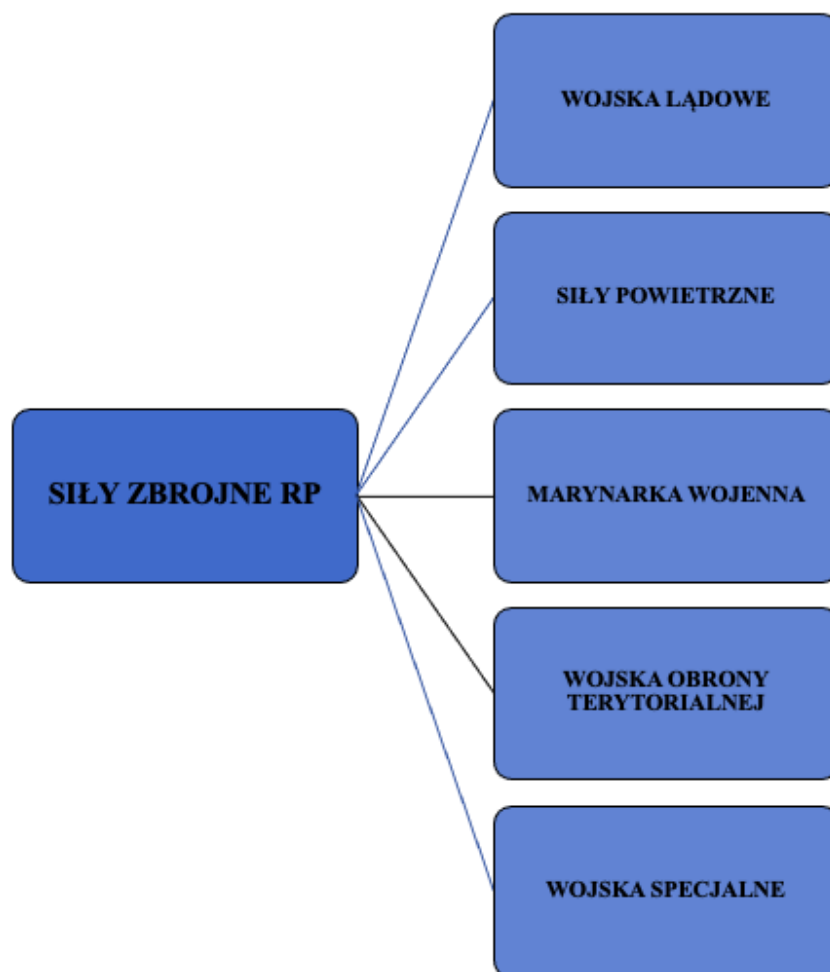 WOJSKA LĄDOWE
SIŁY POWIETRZNE
SIŁY ZBROJNE RP
MARYNARKA WOJENNA
WOJSKA OBRONY
TERYTORIALNEJ
WOJSKA SPECJALNE